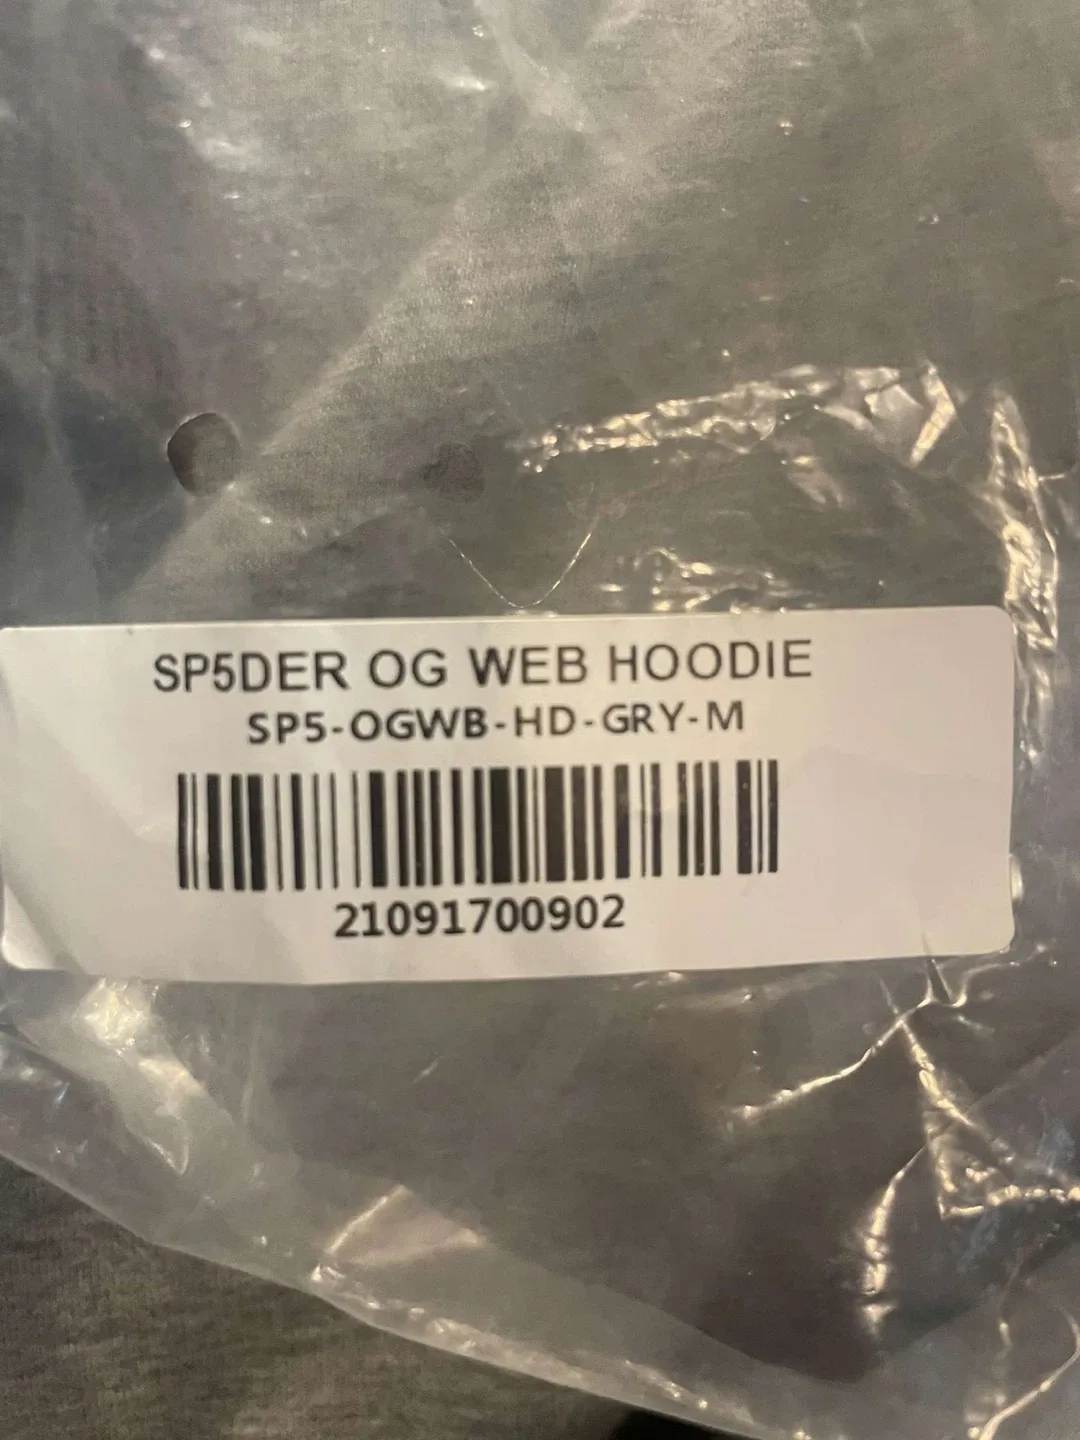 SP5DER OG WEB HOODIE
SP5-OGWB-HD-GRY-M
21091700902